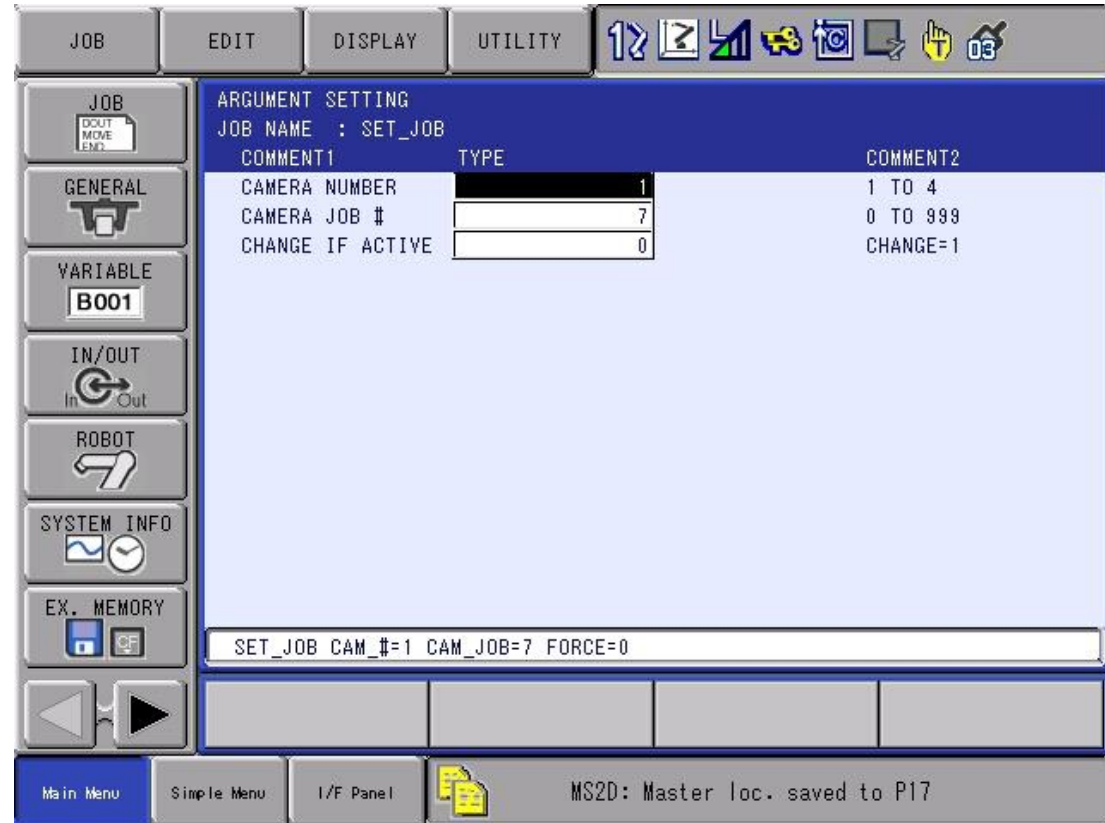 JOB
EDIT
DISPLAY
UTILITY
12
T
03
JOB
DOUT
MOVE
END
GENERAL
VARIABLE
B001
IN/OUT
In Out
ROBOT
SYSTEM INFO
EX. MEMORY
CF
ARGUMENT SETTING
JOB NAME : SET_JOB
COMMENT1 TYPE COMMENT2
CAMERA NUMBER 1 1 TO 4
CAMERA JOB # 7 0 TO 999
CHANGE IF ACTIVE 0 CHANGE=1
SET_JOB CAM_#=1 CAM_JOB=7 FORCE=0
Main Menu
Simple Menu
I/F Panel
MS2D: Master loc. saved to P17